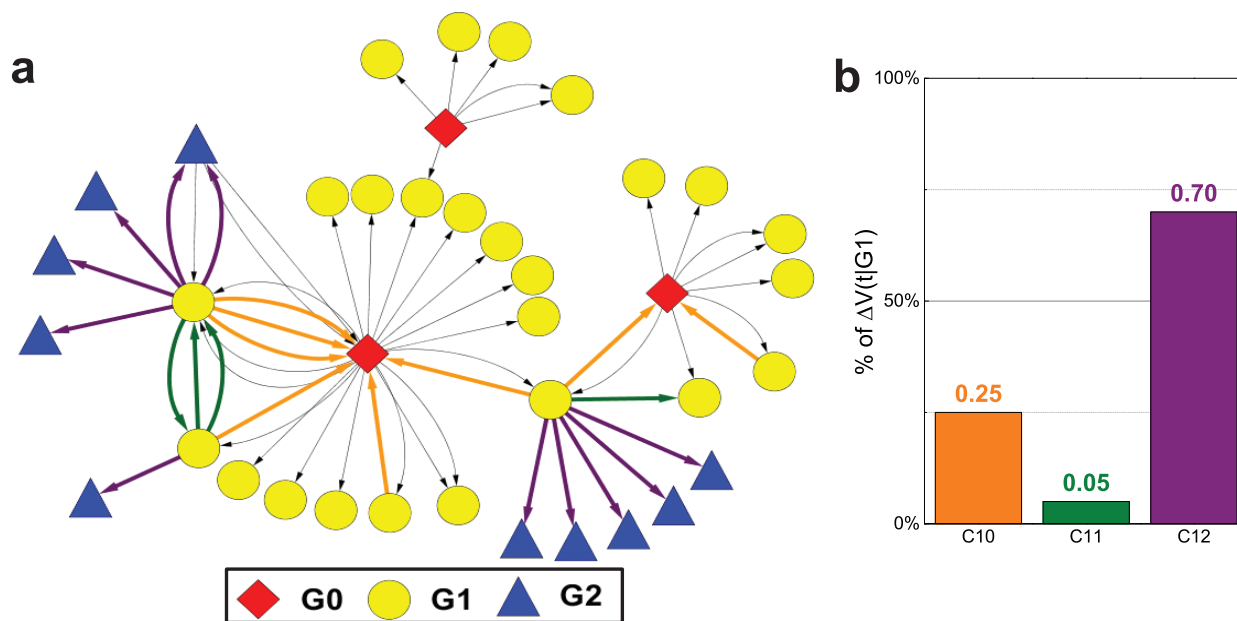 a
G0 G1 G2
b
% of ΔV(t|G1)
100%
50%
0%
0.25
0.05
0.70
C10 C11 C12